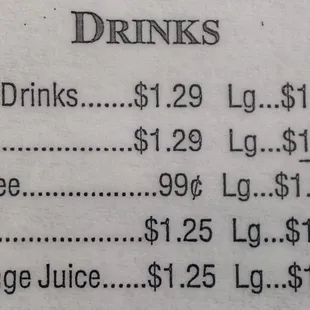 DRINKS
Drinks.......$1.29 Lg...$1
..................$1.29 Lg...$1
ee..................99¢ Lg...$1.
....................$1.25 Lg...$1
nge Juice......$1.25 Lg...$1